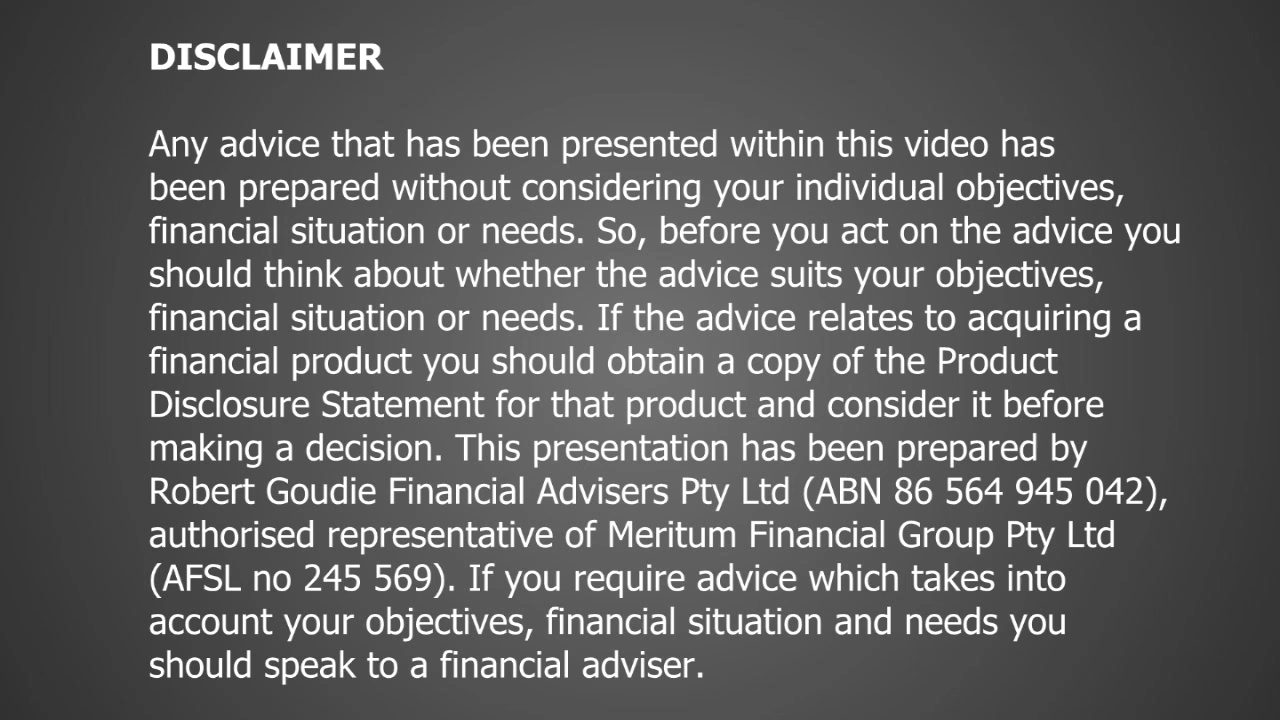 DISCLAIMER
Any advice that has been presented within this video has
been prepared without considering your individual objectives,
financial situation or needs. So, before you act on the advice you
should think about whether the advice suits your objectives,
financial situation or needs. If the advice relates to acquiring a
financial product you should obtain a copy of the Product
Disclosure Statement for that product and consider it before
making a decision. This presentation has been prepared by
Robert Goudie Financial Advisers Pty Ltd (ABN 86 564 945 042),
authorised representative of Meritum Financial Group Pty Ltd
(AFSL no 245 569). If you require advice which takes into
account your objectives, financial situation and needs you
should speak to a financial adviser.